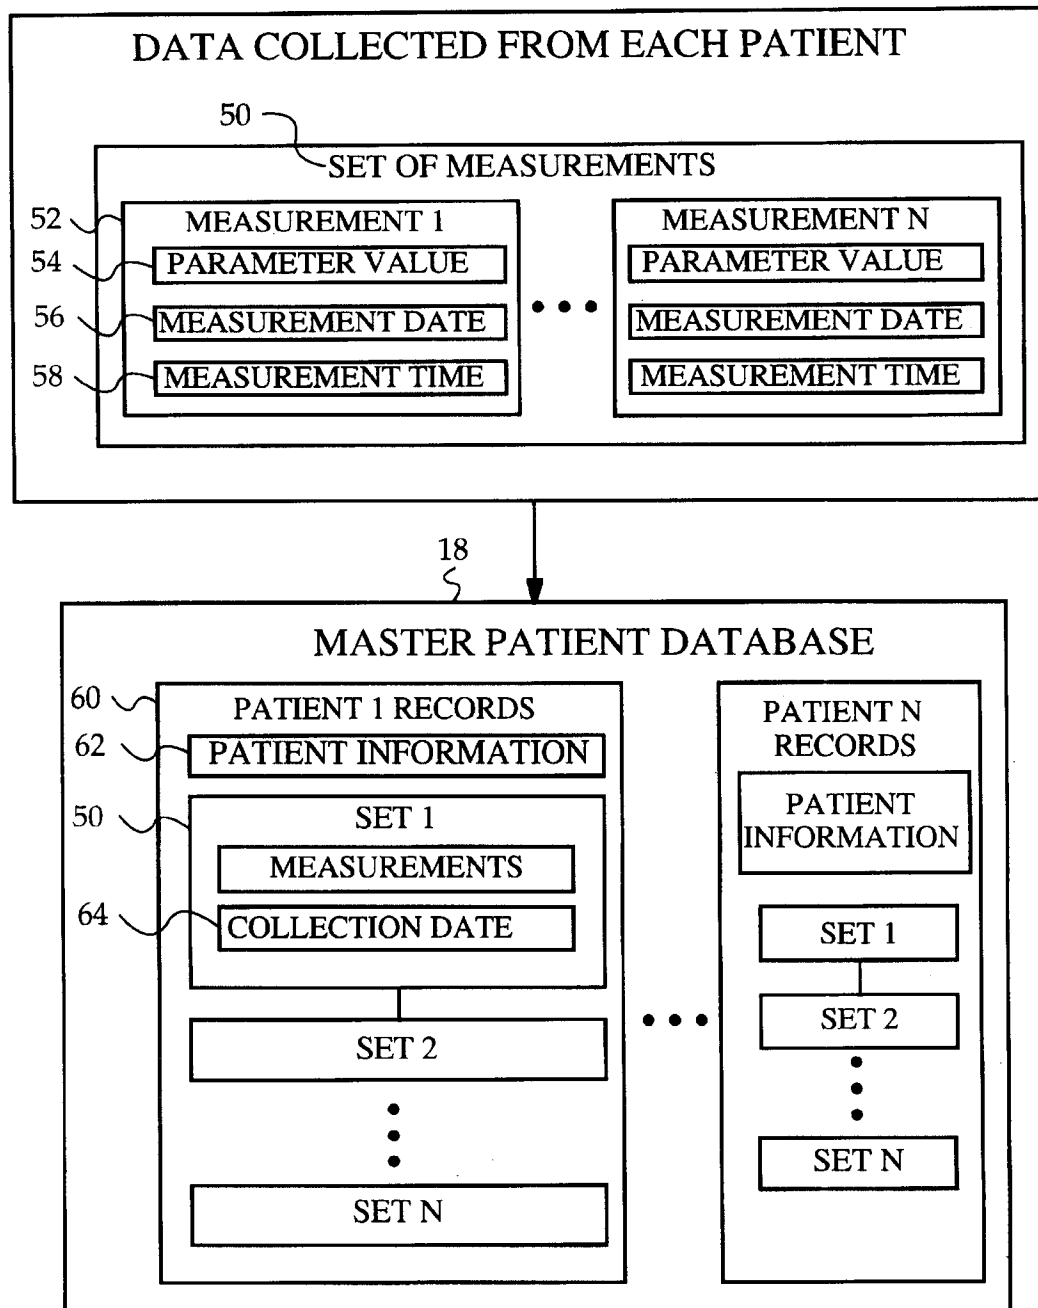 DATA COLLECTED FROM EACH PATIENT
50
SET OF MEASUREMENTS
52
MEASUREMENT 1
54
PARAMETER VALUE
56
MEASUREMENT DATE
58
MEASUREMENT TIME
MEASUREMENT N
PARAMETER VALUE
MEASUREMENT DATE
MEASUREMENT TIME
18
MASTER PATIENT DATABASE
60
PATIENT 1 RECORDS
62
PATIENT INFORMATION
50
SET 1
MEASUREMENTS
64
COLLECTION DATE
SET 2
SET N
PATIENT N
RECORDS
PATIENT
INFORMATION
SET 1
SET 2
SET N